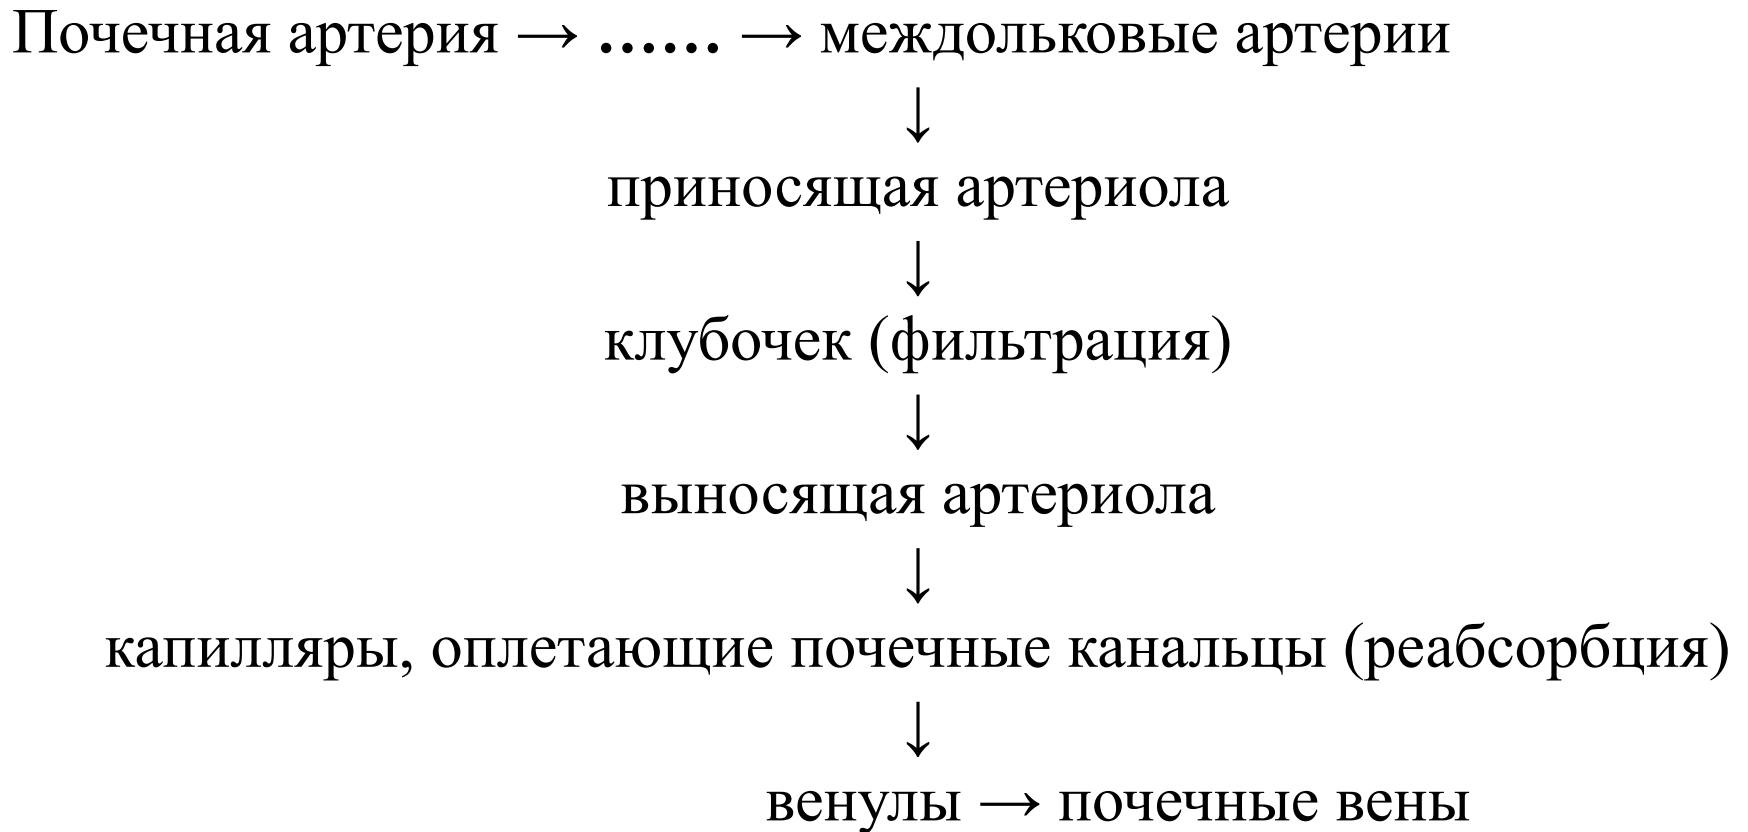 Почечная артерия → ...... → междольковые артерии
↓
приносящая артериола
↓
клубочек (фильтрация)
↓
выносящая артериола
↓
капилляры, оплетающие почечные канальцы (реабсорбция)
↓
венулы → почечные вены